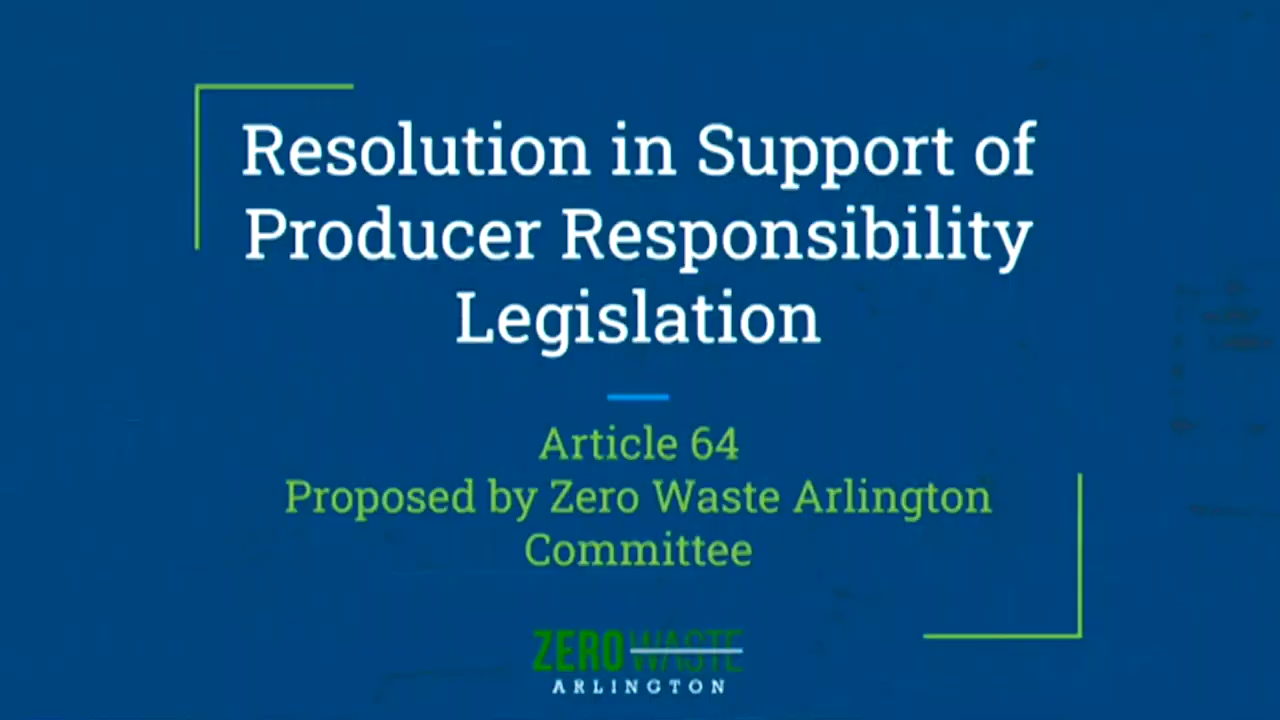 Resolution in Support of
Producer Responsibility
Legislation
Article 64
Proposed by Zero Waste Arlington
Committee
ZERO WASTE
ARLINGTON